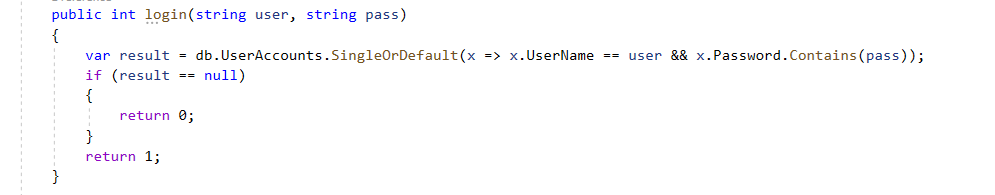 public int login(string user, string pass)
{
var result = db.UserAccounts.SingleOrDefault(x => x.UserName == user && x.Password.Contains(pass));
if (result == null)
{
return 0;
}
return 1;
}